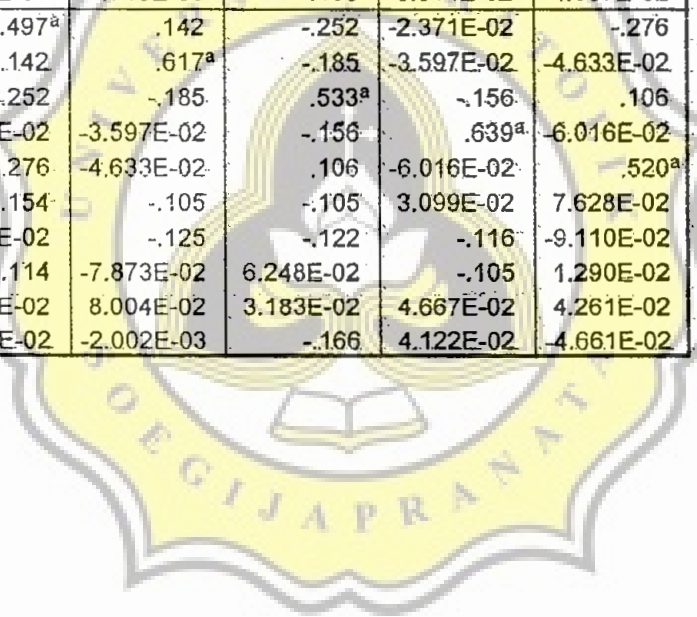 .497ª .142 -.252 -2.371E-02 -.276
.142 .617ª -.185 -3.597E-02 -4.633E-02
.252 -.185 .533ª -.156 .106
E-02 -3.597E-02 -.156 .639ª -6.016E-02
.276 -4.633E-02 .106 -6.016E-02 .520ª
.154 -.105 -.105 3.099E-02 7.628E-02
E-02 -.125 -.122 -.116 -9.110E-02
.114 -7.873E-02 6.248E-02 -.105 1.290E-02
E-02 8.004E-02 3.183E-02 4.667E-02 4.261E-02
E-02 -2.002E-03 -.166 4.122E-02 -4.661E-02
SOEGIJAPRANATA